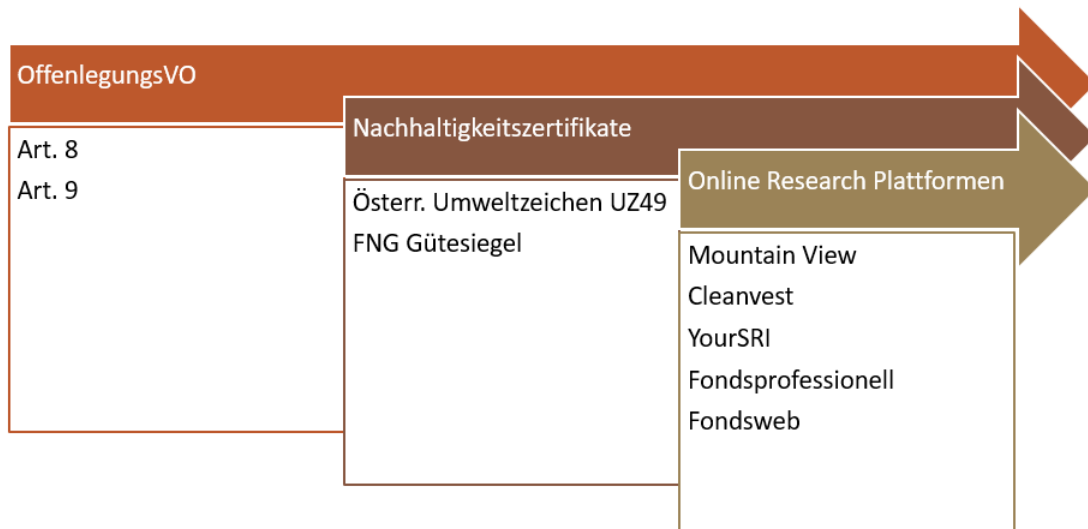 OffenlegungsVO
Art. 8
Art. 9
Nachhaltigkeitszertifikate
Österr. Umweltzeichen UZ49
FNG Gütesiegel
Online Research Plattformen
Mountain View
Cleanvest
YourSRI
Fondsprofessionell
Fondsweb